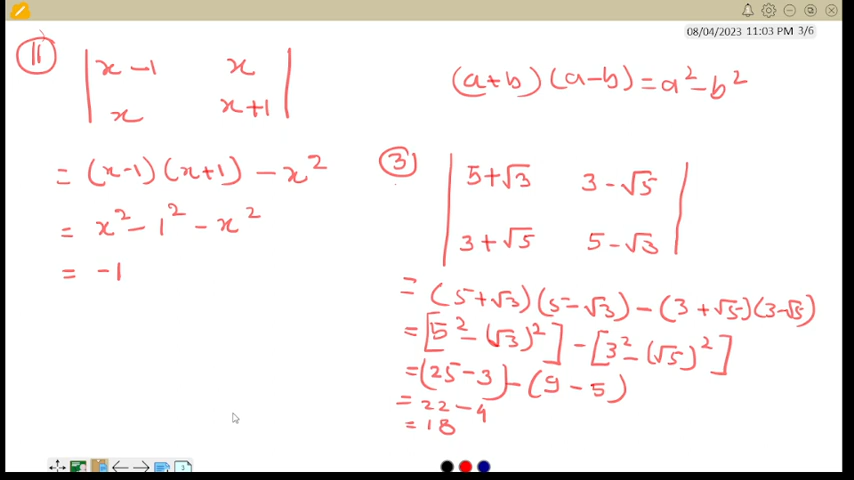 08/04/2023 11:03 PM 3/6
11
x-1 x
x x+1
= (x-1)(x+1) - x²
= x² - 1² - x²
= -1
(a+b)(a-b) = a² - b²
3
5+√3 3-√5
3+√5 5-√3
= (5+√3)(5-√3) - (3+√5)(3-√5)
= [5² - (√3)²] - [3² - (√5)²]
= (25-3) - (9-5)
= 22-4
= 18
3